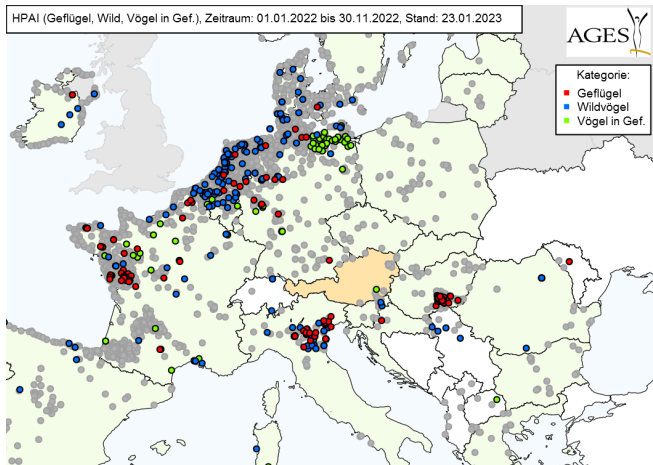 HPAI (Geflügel, Wild, Vögel in Gef.), Zeitraum: 01.01.2022 bis 30.11.2022, Stand: 23.01.2023
AGES
Kategorie:
Geflügel
Wildvögel
Vögel in Gef.